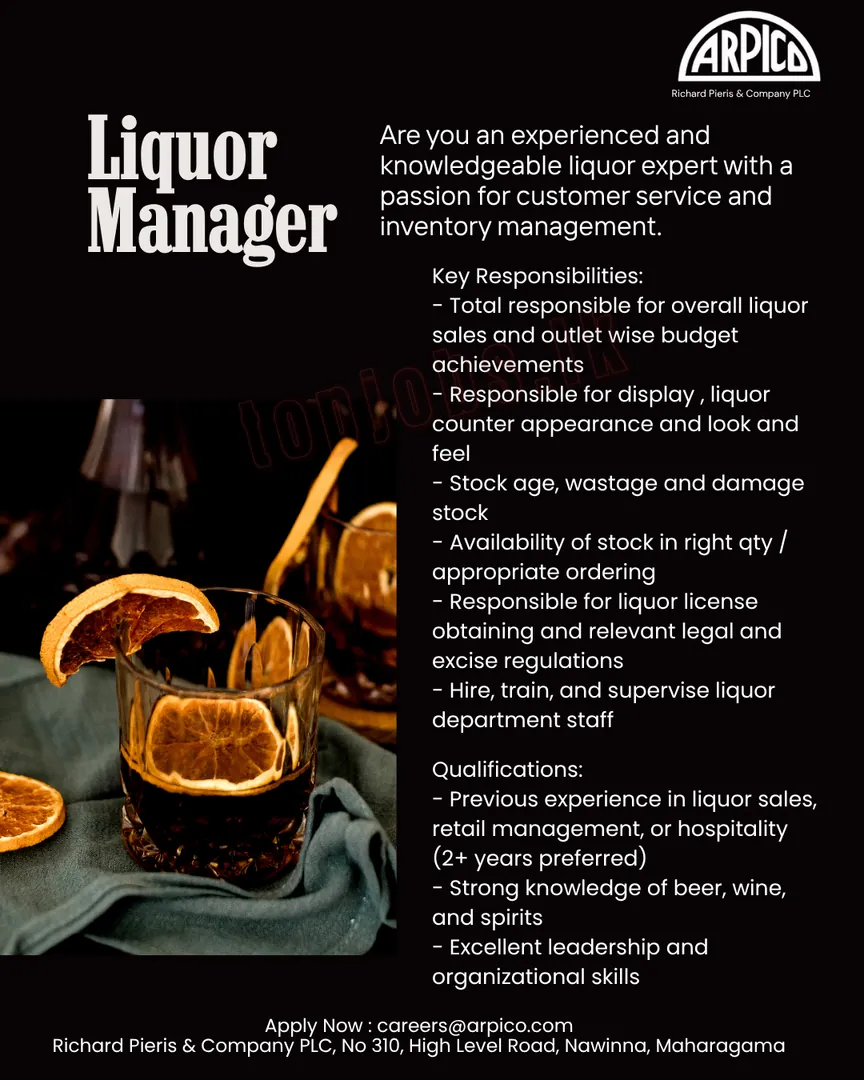 ARPICO
Richard Pieris & Company PLC
Liquor
Manager
Are you an experienced and
knowledgeable liquor expert with a
passion for customer service and
inventory management.
Key Responsibilities:
- Total responsible for overall liquor
sales and outlet wise budget
achievements
- Responsible for display , liquor
counter appearance and look and
feel
- Stock age, wastage and damage
stock
- Availability of stock in right qty /
appropriate ordering
- Responsible for liquor license
obtaining and relevant legal and
excise regulations
- Hire, train, and supervise liquor
department staff
Qualifications:
- Previous experience in liquor sales,
retail management, or hospitality
(2+ years preferred)
- Strong knowledge of beer, wine,
and spirits
- Excellent leadership and
organizational skills
Apply Now : careers@arpico.com
Richard Pieris & Company PLC, No 310, High Level Road, Nawinna, Maharagama
topjobs.lk